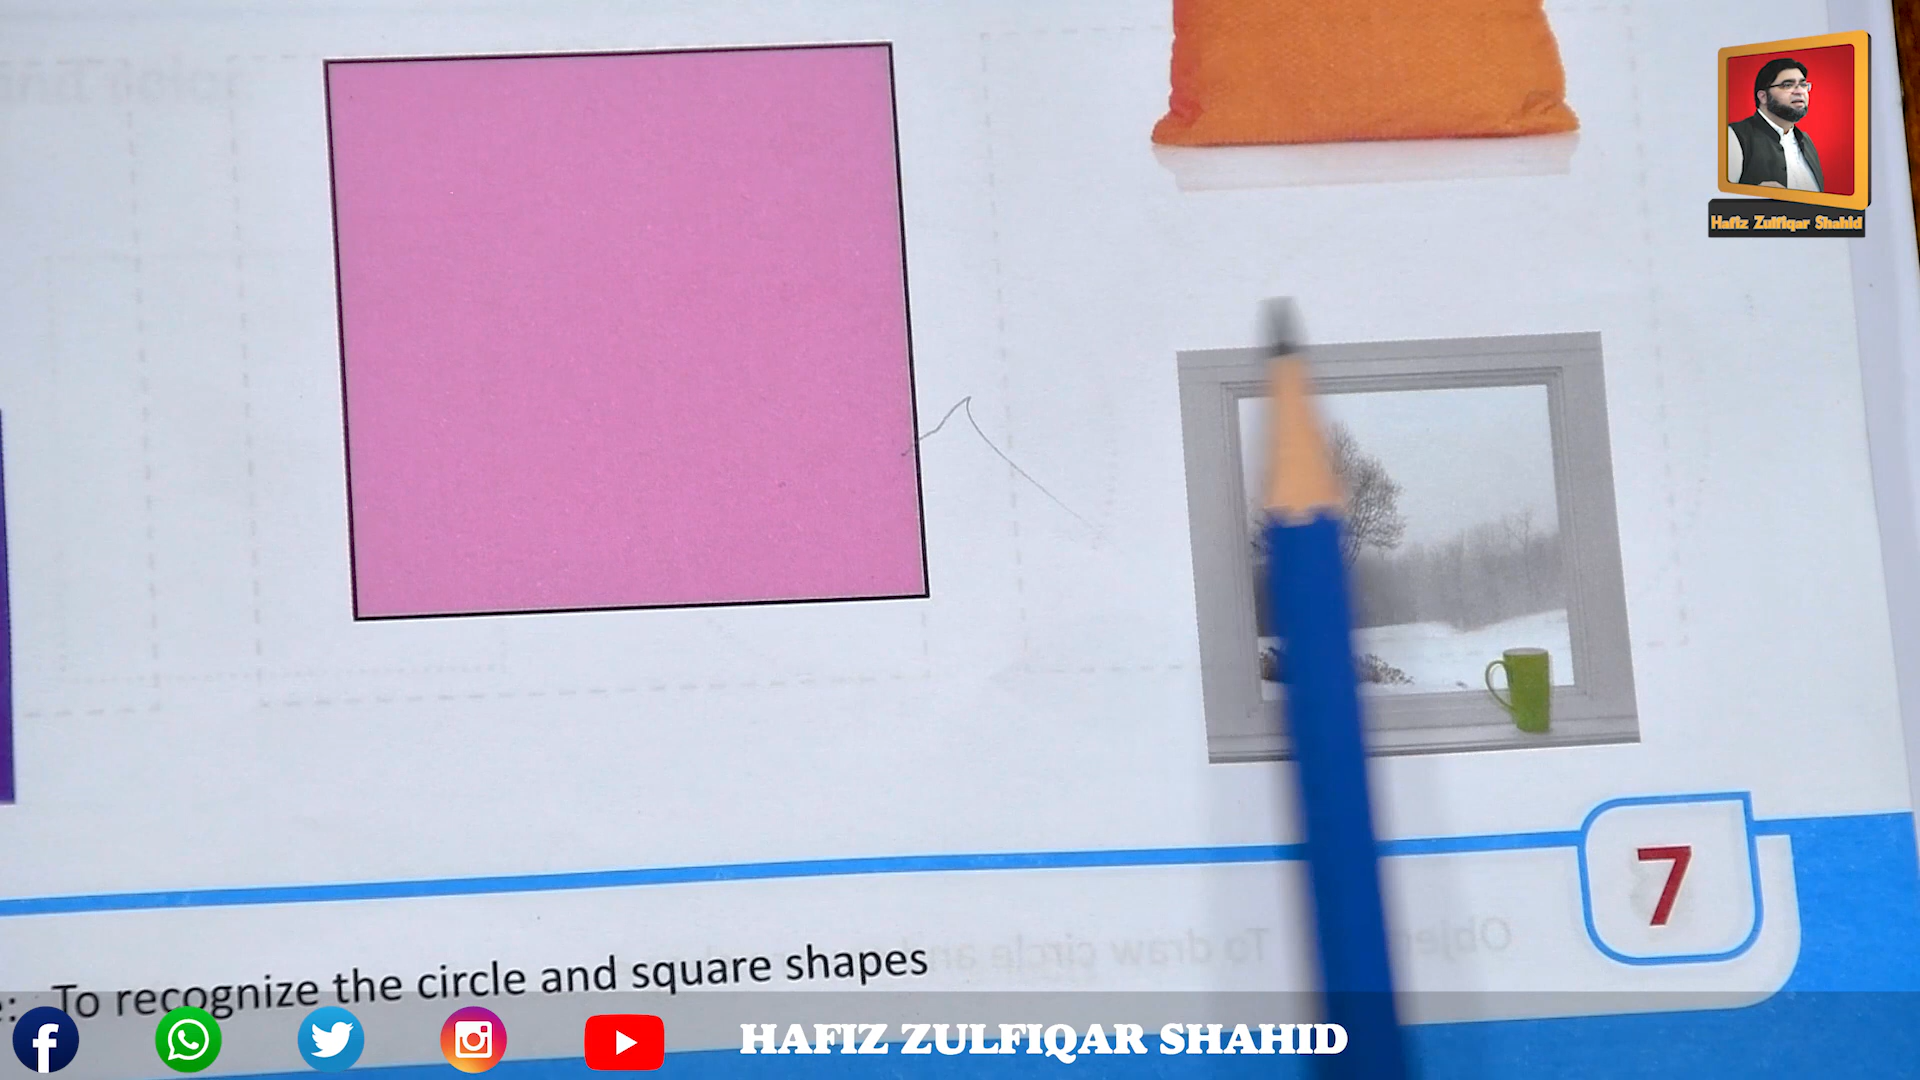 Hafiz Zulfiqar Shahid
7
To recognize the circle and square shapes
HAFIZ ZULFIQAR SHAHID